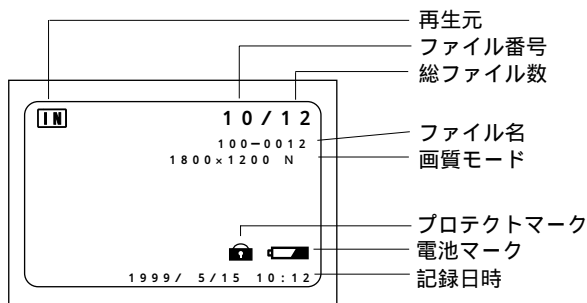 再生元
ファイル番号
総ファイル数
IN
10/12
100-0012
ファイル名
1800×1200 N
画質モード
プロテクトマーク
電池マーク
1999/ 5/15 10:12
記録日時